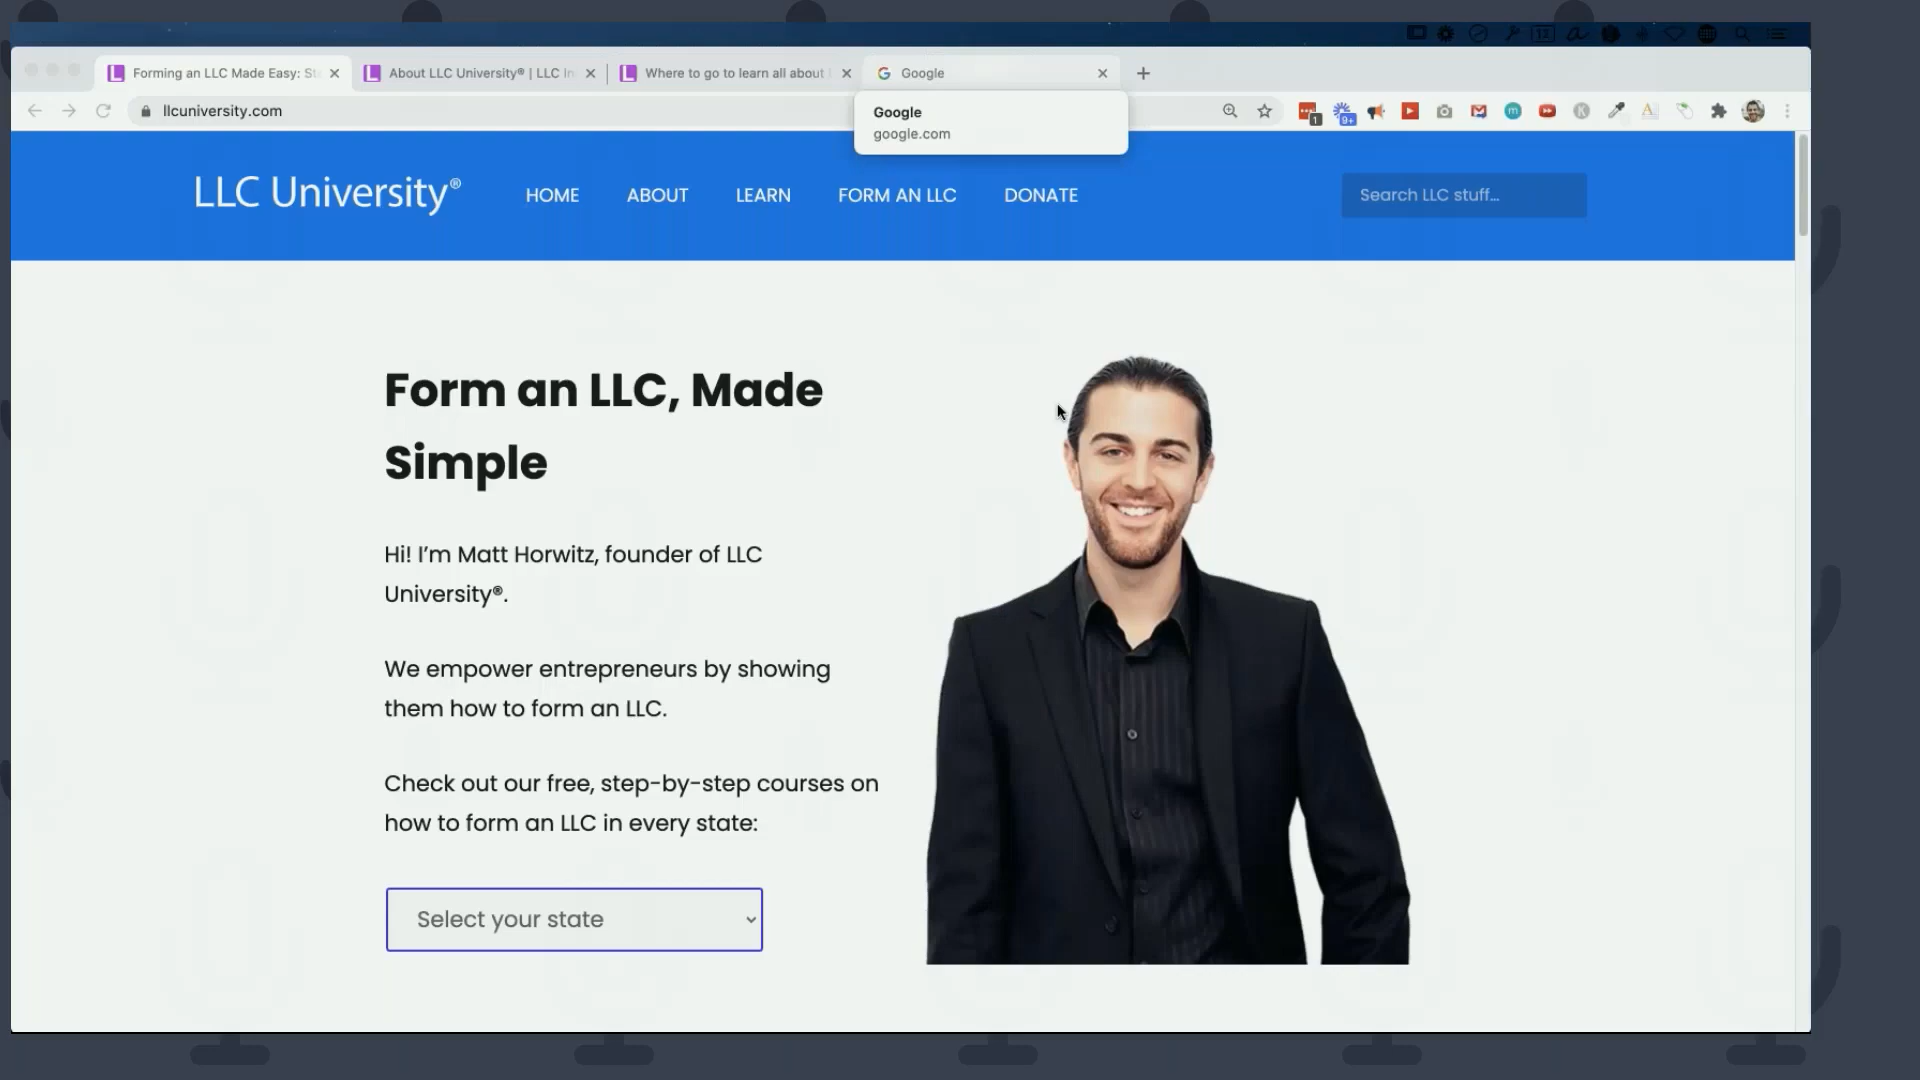 Forming an LLC Made Easy: St
About LLC University® | LLC In
Where to go to learn all about
Google
llcuniversity.com
Google
google.com
1
9+
13
LLC University®
HOME
ABOUT
LEARN
FORM AN LLC
DONATE
Search LLC stuff...
Form an LLC, Made
Simple
Hi! I'm Matt Horwitz, founder of LLC
University®.
We empower entrepreneurs by showing
them how to form an LLC.
Check out our free, step-by-step courses on
how to form an LLC in every state:
Select your state